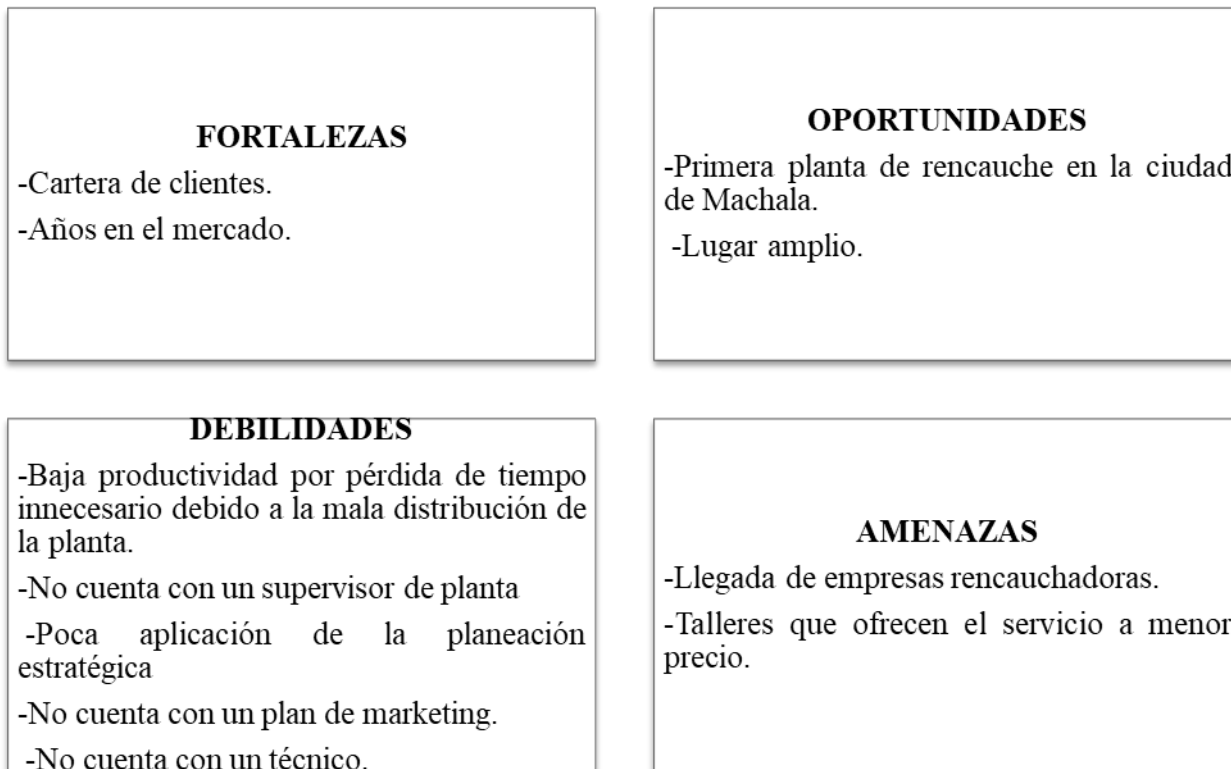 FORTALEZAS
-Cartera de clientes.
-Años en el mercado.
OPORTUNIDADES
-Primera planta de rencauche en la ciudad
de Machala.
-Lugar amplio.
DEBILIDADES
-Baja productividad por pérdida de tiempo
innecesario debido a la mala distribución de
la planta.
-No cuenta con un supervisor de planta
-Poca aplicación de la planeación
estratégica
-No cuenta con un plan de marketing.
-No cuenta con un técnico.
AMENAZAS
-Llegada de empresas rencauchadoras.
-Talleres que ofrecen el servicio a menor
precio.